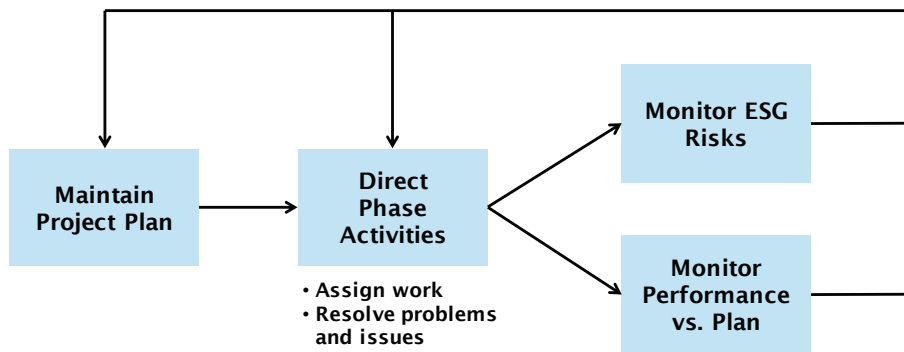 Maintain
Project Plan
Direct
Phase
Activities
• Assign work
• Resolve problems
and issues
Monitor ESG
Risks
Monitor
Performance
vs. Plan